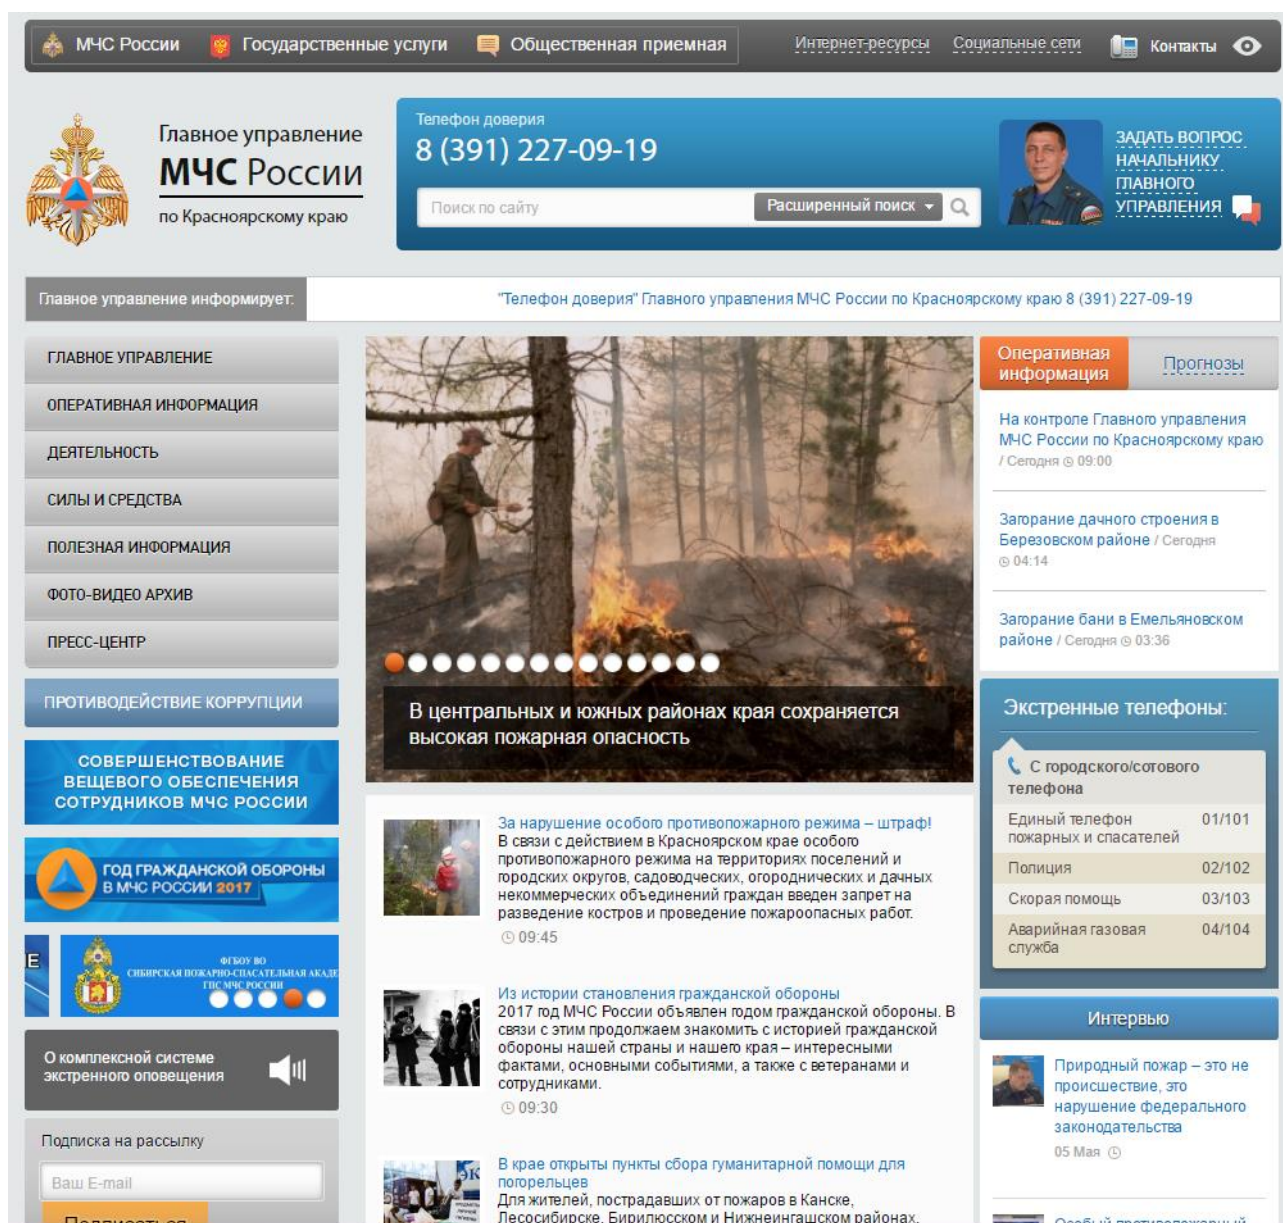 МЧС России
Государственные услуги
Общественная приемная
Интернет-ресурсы
Социальные сети
Контакты
Главное управление
МЧС России
по Красноярскому краю
Телефон доверия
8 (391) 227-09-19
Поиск по сайту
Расширенный поиск
ЗАДАТЬ ВОПРОС
НАЧАЛЬНИКУ
ГЛАВНОГО
УПРАВЛЕНИЯ
Главное управление информирует:
"Телефон доверия" Главного управления МЧС России по Красноярскому краю 8 (391) 227-09-19
ГЛАВНОЕ УПРАВЛЕНИЕ
ОПЕРАТИВНАЯ ИНФОРМАЦИЯ
ДЕЯТЕЛЬНОСТЬ
СИЛЫ И СРЕДСТВА
ПОЛЕЗНАЯ ИНФОРМАЦИЯ
ФОТО-ВИДЕО АРХИВ
ПРЕСС-ЦЕНТР
ПРОТИВОДЕЙСТВИЕ КОРРУПЦИИ
СОВЕРШЕНСТВОВАНИЕ
ВЕЩЕВОГО ОБЕСПЕЧЕНИЯ
СОТРУДНИКОВ МЧС РОССИИ
ГОД ГРАЖДАНСКОЙ ОБОРОНЫ
В МЧС РОССИИ 2017
Е
ФГБОУ ВО
СИБИРСКАЯ ПОЖАРНО-СПАСАТЕЛЬНАЯ АКАДЕ
ГПС МЧС РОССИИ
О комплексной системе
экстренного оповещения
Подписка на рассылку
Ваш E-mail
Подписаться
В центральных и южных районах края сохраняется
высокая пожарная опасность
За нарушение особого противопожарного режима – штраф!
В связи с действием в Красноярском крае особого
противопожарного режима на территориях поселений и
городских округов, садоводческих, огороднических и дачных
некоммерческих объединений граждан введен запрет на
разведение костров и проведение пожароопасных работ.
09:45
Из истории становления гражданской обороны
2017 год МЧС России объявлен годом гражданской обороны. В
связи с этим продолжаем знакомить с историей гражданской
обороны нашей страны и нашего края – интересными
фактами, основными событиями, а также с ветеранами и
сотрудниками.
09:30
В крае открыты пункты сбора гуманитарной помощи для
погорельцев
Для жителей, пострадавших от пожаров в Канске,
Лесосибирске, Бирилюсском и Нижнеингашском районах,
Оперативная
информация
Прогнозы
На контроле Главного управления
МЧС России по Красноярскому краю
/ Сегодня 09:00
Загорание дачного строения в
Березовском районе / Сегодня
04:14
Загорание бани в Емельяновском
районе / Сегодня 03:36
Экстренные телефоны:
С городского/сотового
телефона
Единый телефон 01/101
пожарных и спасателей
Полиция 02/102
Скорая помощь 03/103
Аварийная газовая 04/104
служба
Интервью
Природный пожар – это не
происшествие, это
нарушение федерального
законодательства
05 Мая
Особый противопожарный